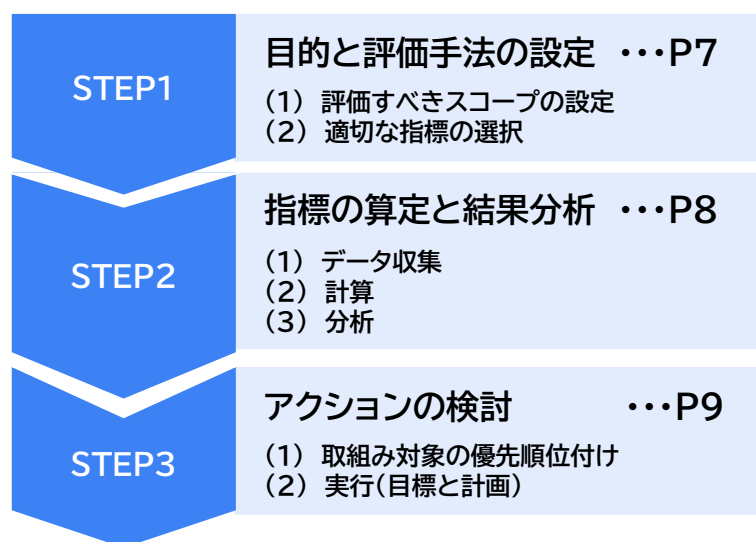 STEP1
目的と評価手法の設定 ・・・P7
(1) 評価すべきスコープの設定
(2) 適切な指標の選択
STEP2
指標の算定と結果分析 ・・・P8
(1) データ収集
(2) 計算
(3) 分析
STEP3
アクションの検討 ・・・P9
(1) 取組み対象の優先順位付け
(2) 実行(目標と計画)